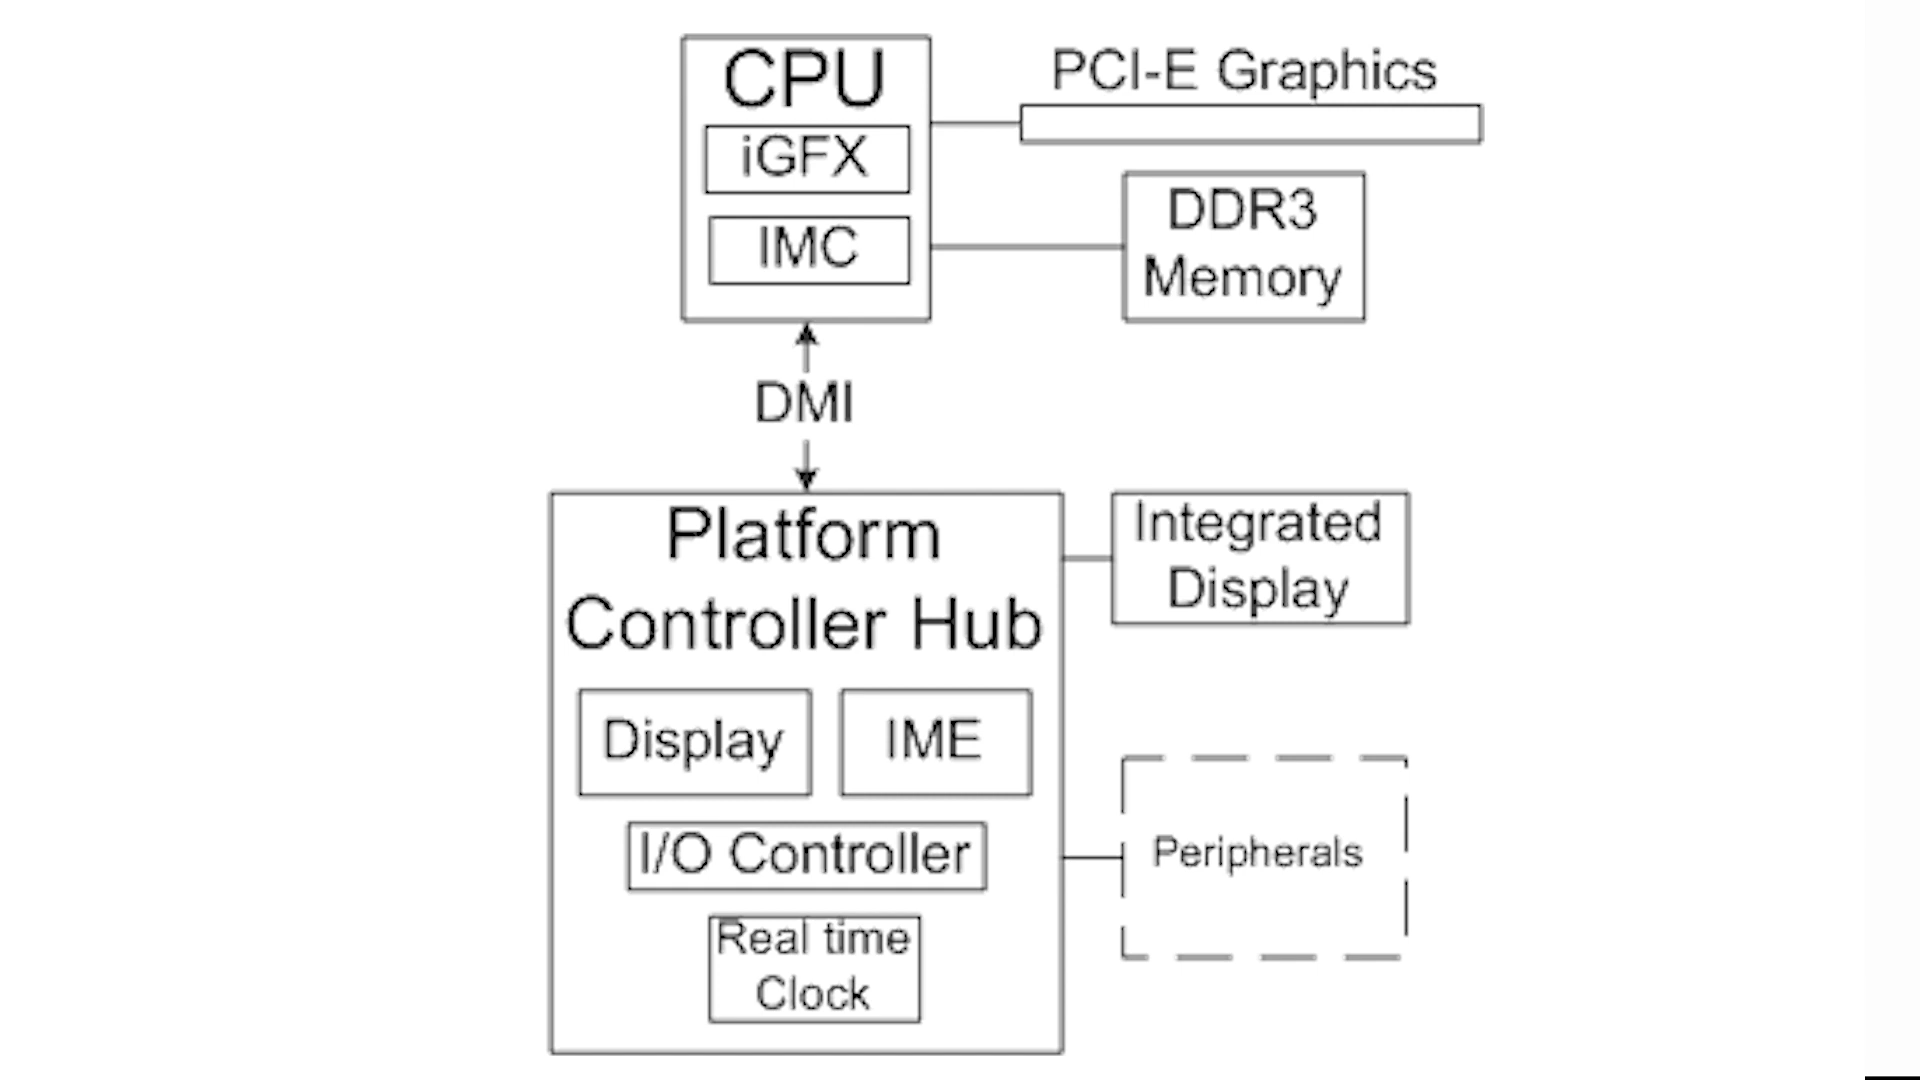 CPU
iGFX
IMC
PCI-E Graphics
DDR3
Memory
DMI
Platform
Controller Hub
Integrated
Display
Display
IME
I/O Controller
Peripherals
Real time
Clock